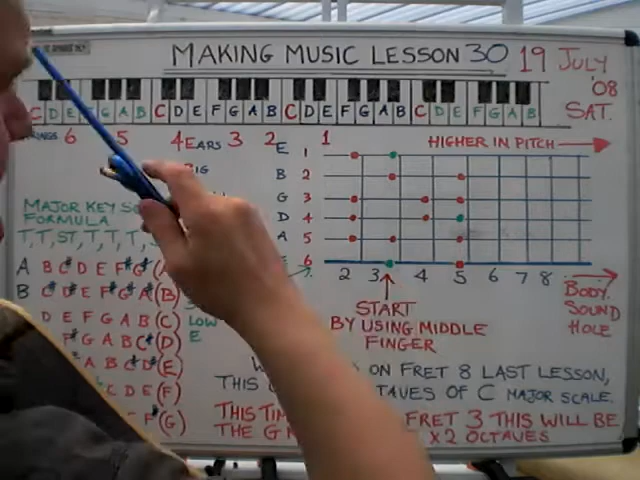 MAKING MUSIC LESSON 30
19 JULY '08
SAT.
C D E F G A B C D E F G A B C D E F G A B C D E F G A B
6 5 4 EARS 3 2 1
HIGHER IN PITCH
E 1
B 2
G 3
D 4
A 5
6
MAJOR KEY
FORMULA
T, T, ST, T, T, T,
A B C# D E F# G#
B C# D# E F# G# A# (B)
D E F G A B (C)
F# G A B C# (D)
A B C# D# (E)
C D E (F)
F# (G)
LOW
E
2 3 4 5 6 7 8
BODY
SOUND
HOLE
START
BY USING MIDDLE
FINGER
ON FRET 8 LAST LESSON,
THIS OCTAVES OF C MAJOR SCALE.
THIS FRET 3 THIS WILL BE
THE G X2 OCTAVES